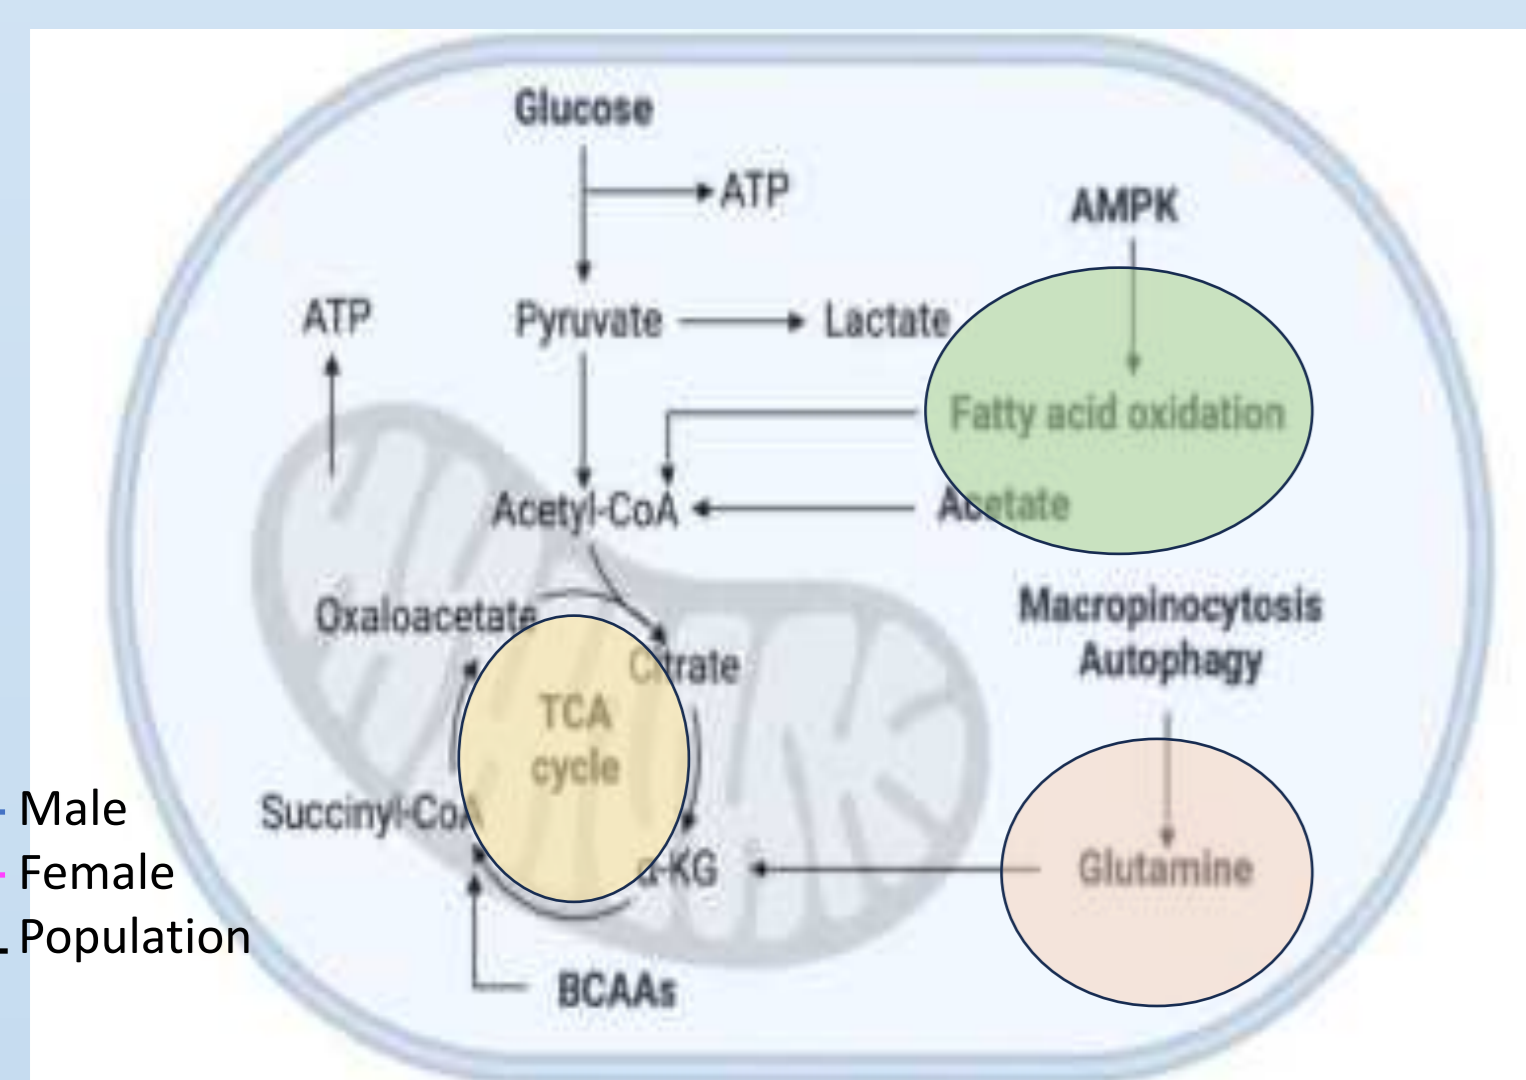 Glucose
ATP
AMPK
ATP
Pyruvate
Lactate
Fatty acid oxidation
Acetyl-CoA
Acetate
Oxaloacetate
Citrate
Macropinocytosis
Autophagy
TCA
cycle
Succinyl-CoA
α-KG
Glutamine
BCAAs
Male
Female
Population